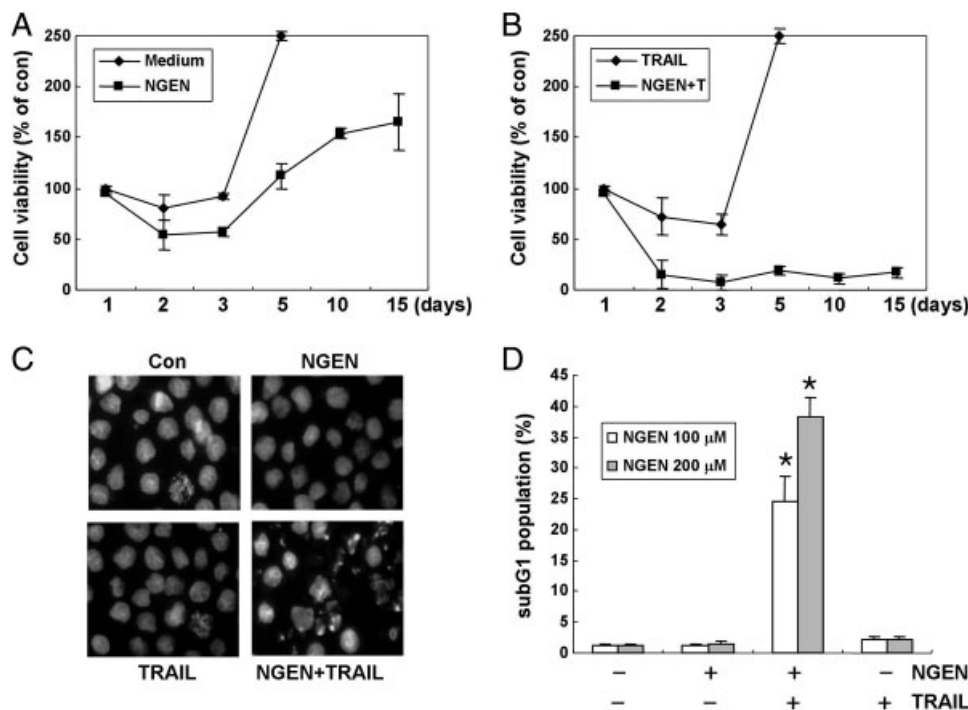 A
Cell viability (% of con)
250
200
150
100
50
0
Medium
NGEN
1 2 3 5 10 15 (days)
B
Cell viability (% of con)
250
200
150
100
50
0
TRAIL
NGEN+T
1 2 3 5 10 15 (days)
C
Con NGEN
TRAIL NGEN+TRAIL
D
subG1 population (%)
45
40
35
30
25
20
15
10
5
0
NGEN 100 μM
NGEN 200 μM
*
*
– + + – NGEN
– – + + TRAIL